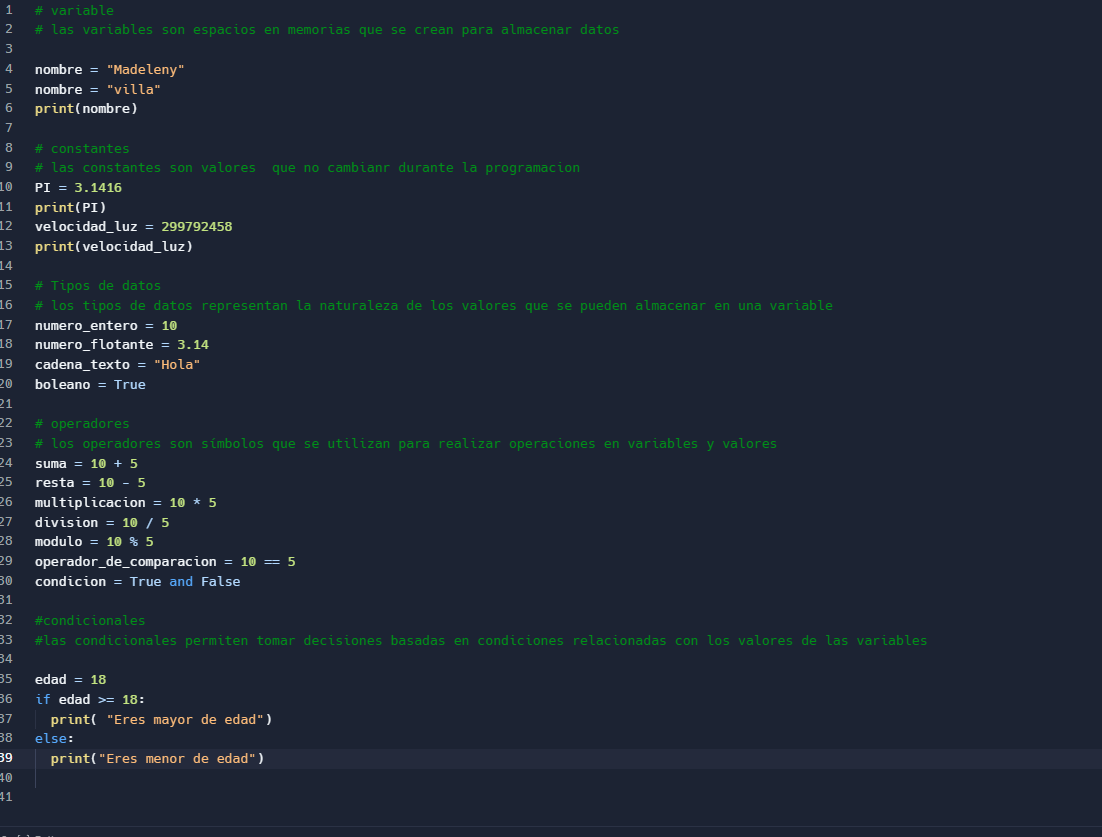 1 # variable
2 # las variables son espacios en memorias que se crean para almacenar datos
3
4 nombre = "Madeleny"
5 nombre = "villa"
6 print(nombre)
7
8 # constantes
9 # las constantes son valores  que no cambianr durante la programacion
10 PI = 3.1416
11 print(PI)
12 velocidad_luz = 299792458
13 print(velocidad_luz)
14
15 # Tipos de datos
16 # los tipos de datos representan la naturaleza de los valores que se pueden almacenar en una variable
17 numero_entero = 10
18 numero_flotante = 3.14
19 cadena_texto = "Hola"
20 boleano = True
21
22 # operadores
23 # los operadores son símbolos que se utilizan para realizar operaciones en variables y valores
24 suma = 10 + 5
25 resta = 10 - 5
26 multiplicacion = 10 * 5
27 division = 10 / 5
28 modulo = 10 % 5
29 operador_de_comparacion = 10 == 5
30 condicion = True and False
31
32 #condicionales
33 #las condicionales permiten tomar decisiones basadas en condiciones relacionadas con los valores de las variables
34
35 edad = 18
36 if edad >= 18:
37   print( "Eres mayor de edad")
38 else:
39   print("Eres menor de edad")
40
41